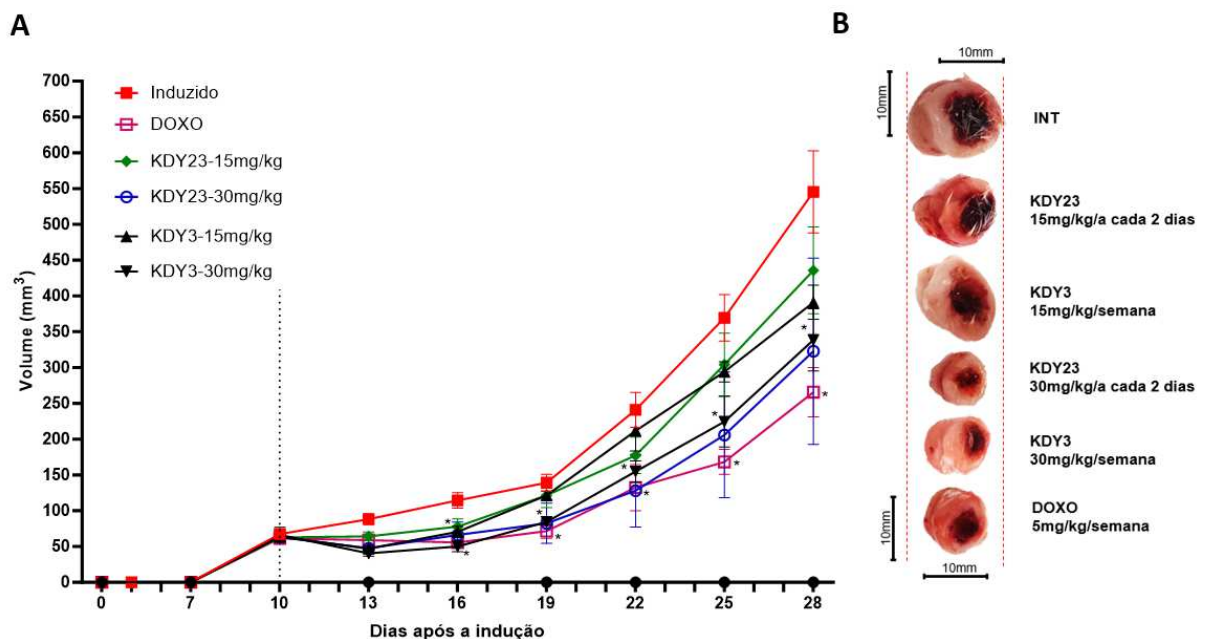 A
B
700
650
600
550
500
450
400
350
300
250
200
150
100
50
0
Volume (mm³)
Induzido
DOXO
KDY23-15mg/kg
KDY23-30mg/kg
KDY3-15mg/kg
KDY3-30mg/kg
* * * * * * * * * *
0 7 10 13 16 19 22 25 28
Dias após a indução
10mm
10mm
INT
KDY23
15mg/kg/a cada 2 dias
KDY3
15mg/kg/semana
KDY23
30mg/kg/a cada 2 dias
KDY3
30mg/kg/semana
DOXO
5mg/kg/semana
10mm
10mm